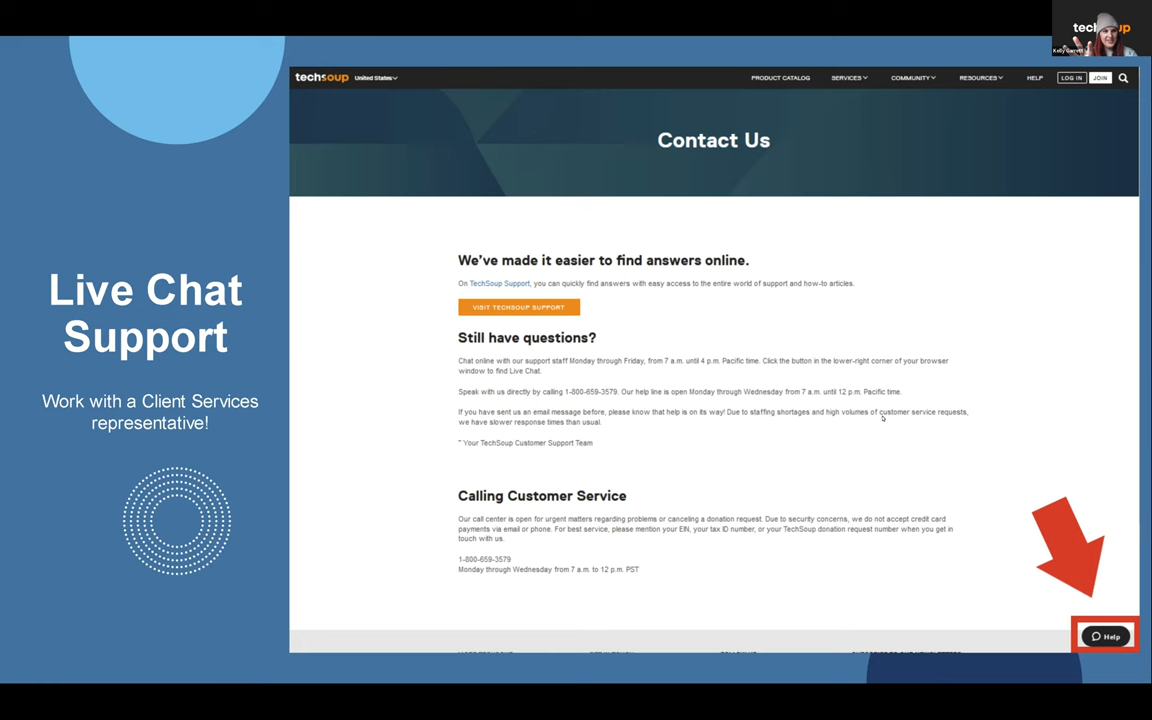 techsoup
Kelly Garrett
techsoup United States
PRODUCT CATALOG SERVICES COMMUNITY RESOURCES HELP LOG IN JOIN
Contact Us
Live Chat
Support
Work with a Client Services
representative!
We've made it easier to find answers online.
On TechSoup Support, you can quickly find answers with easy access to the entire world of support and how-to articles.
VISIT TECHSOUP SUPPORT
Still have questions?
Chat online with our support staff Monday through Friday, from 7 a.m. until 4 p.m. Pacific time. Click the button in the lower-right corner of your browser
window to find Live Chat.
Speak with us directly by calling 1-800-659-3579. Our help line is open Monday through Wednesday from 7 a.m. until 12 p.m. Pacific time.
If you have sent us an email message before, please know that help is on its way! Due to staffing shortages and high volumes of customer service requests,
we have slower response times than usual.
~ Your TechSoup Customer Support Team
Calling Customer Service
Our call center is open for urgent matters regarding problems or canceling a donation request. Due to security concerns, we do not accept credit card
payments via email or phone. For best service, please mention your EIN, your tax ID number, or your TechSoup donation request number when you get in
touch with us.
1-800-659-3579
Monday through Wednesday from 7 a.m. to 12 p.m. PST
Help